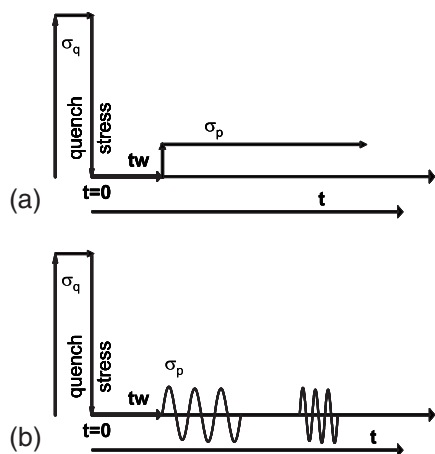 σq
quench
stress
σp
tw
t=0
t
(a)
σq
quench
stress
σp
tw
t=0
t
(b)